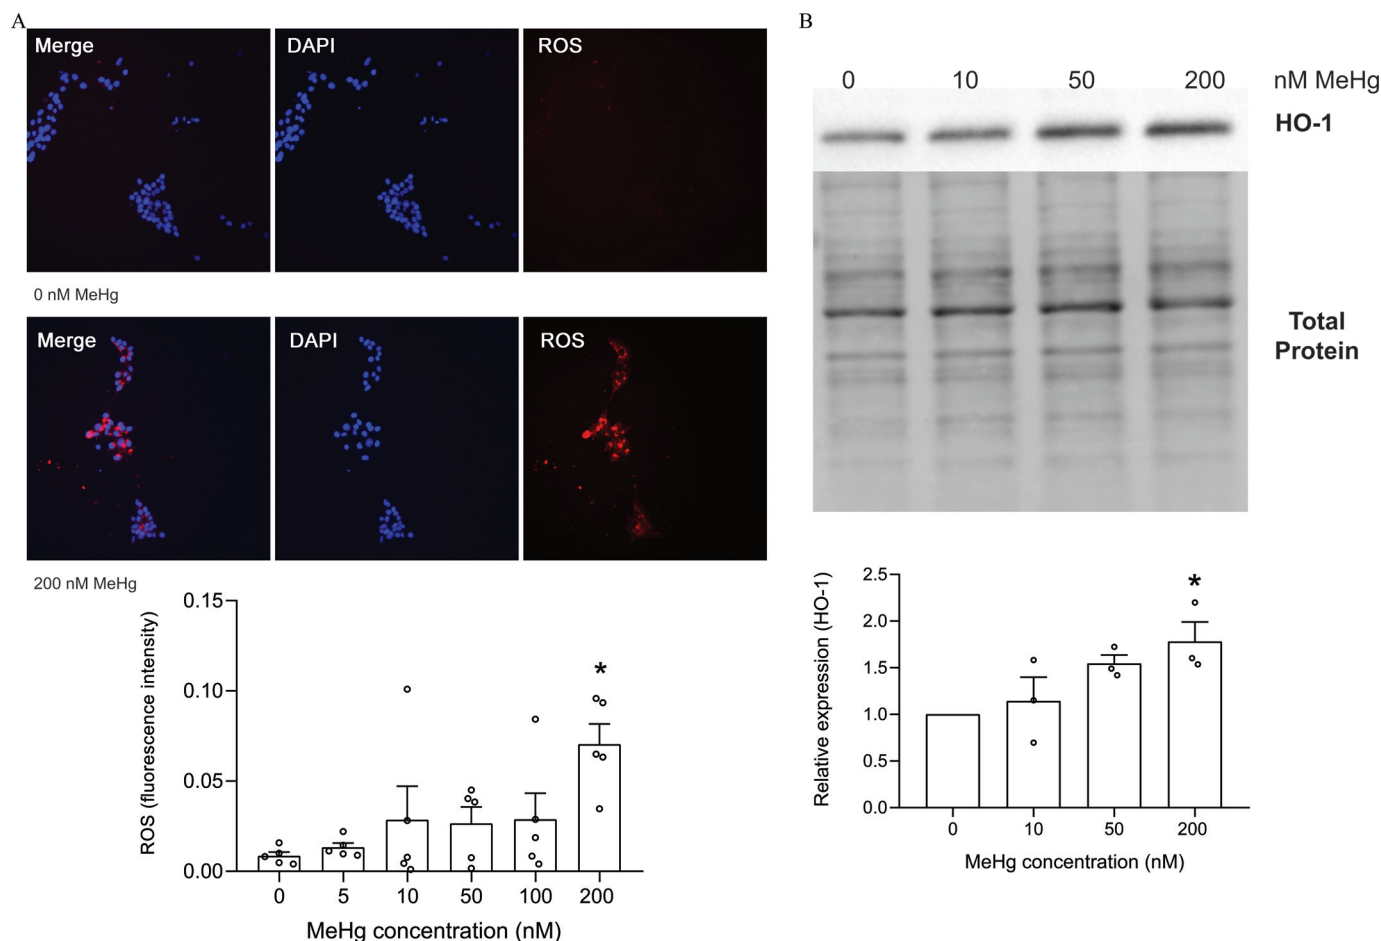 A
Merge
DAPI
ROS
0 nM MeHg
Merge
DAPI
ROS
200 nM MeHg
ROS (fluorescence intensity)
0.15
0.10
0.05
0.00
*
0 5 10 50 100 200
MeHg concentration (nM)
B
0 10 50 200 nM MeHg
HO-1
Total
Protein
Relative expression (HO-1)
2.5
2.0
1.5
1.0
0.5
0.0
*
0 10 50 200
MeHg concentration (nM)